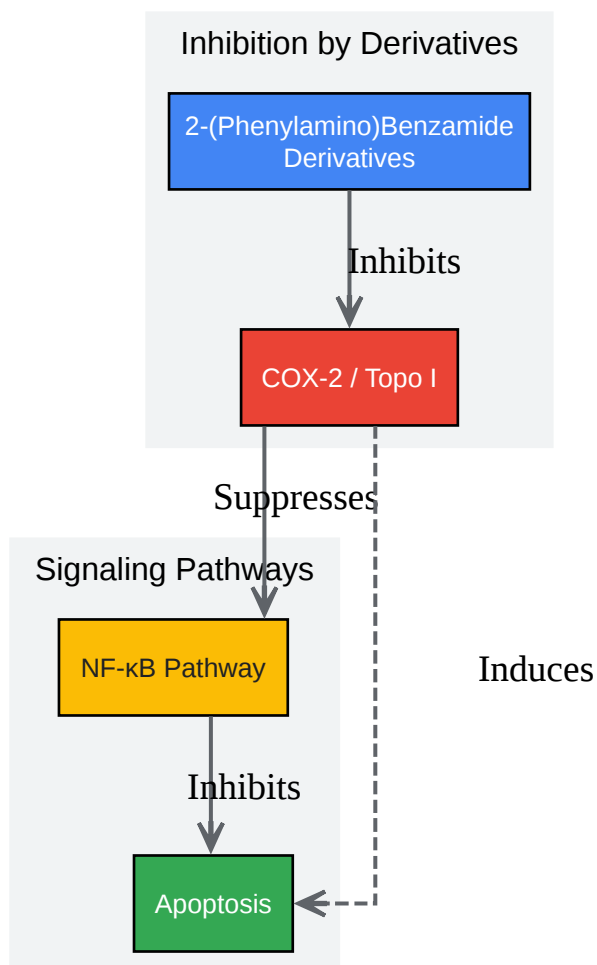 Inhibition by Derivatives
2-(Phenylamino)Benzamide
Derivatives
Inhibits
COX-2 / Topo I
Suppresses
Signaling Pathways
NF-κB Pathway
Induces
Inhibits
Apoptosis